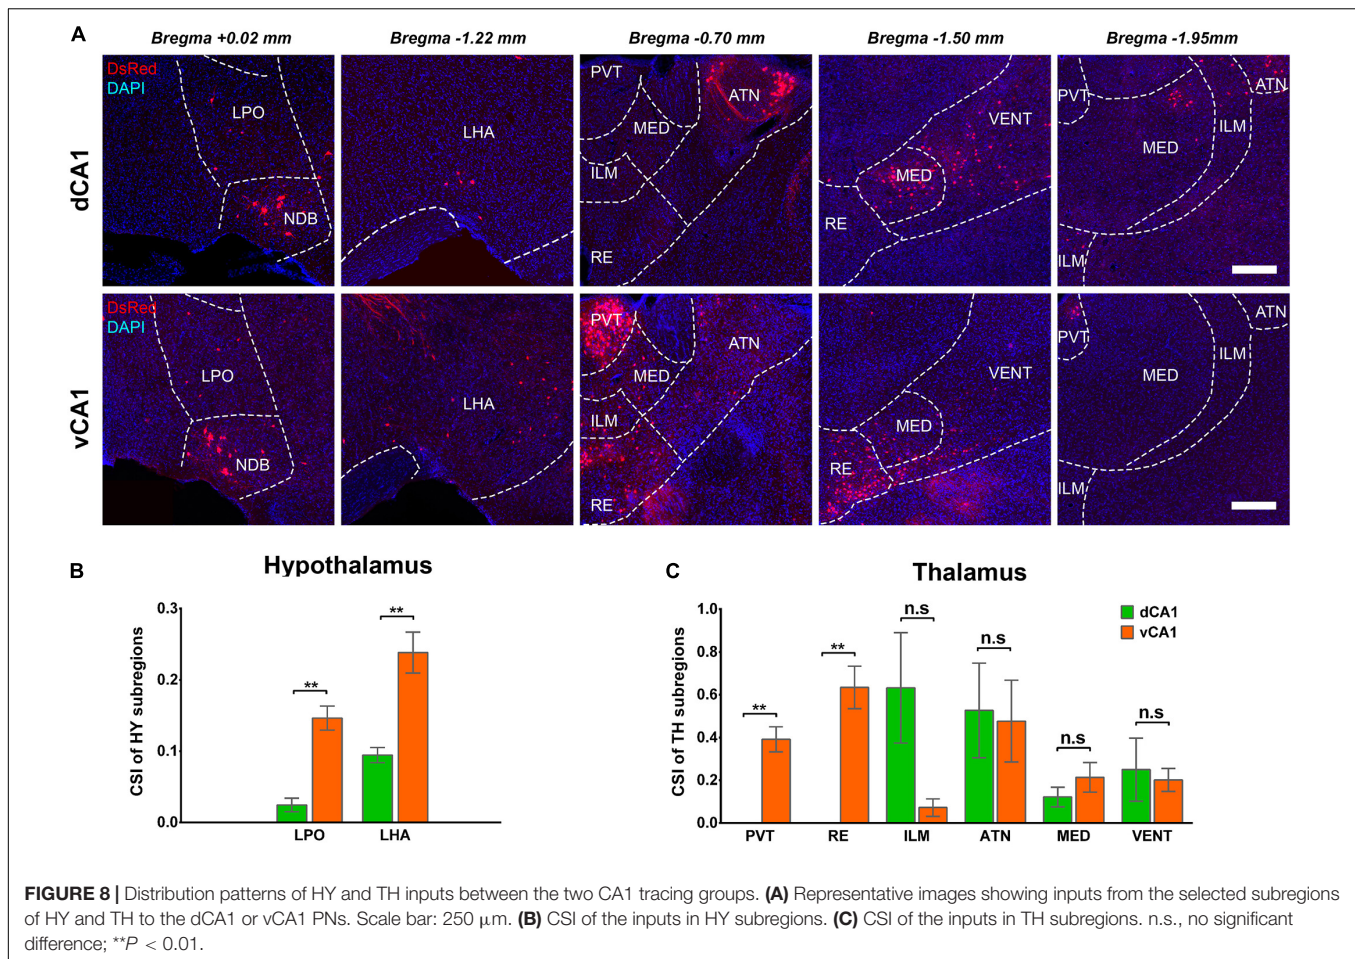 A
Bregma +0.02 mm
Bregma -1.22 mm
Bregma -0.70 mm
Bregma -1.50 mm
Bregma -1.95mm
dCA1
DsRed
DAPI
LPO
NDB
LHA
PVT
MED
ATN
ILM
RE
VENT
MED
RE
PVT
ATN
ILM
MED
ILM
vCA1
DsRed
DAPI
LPO
NDB
LHA
PVT
MED
ATN
ILM
RE
VENT
MED
RE
PVT
ATN
ILM
MED
ILM
B
Hypothalamus
CSI of HY subregions
0.3
0.2
0.1
0.0
**
**
LPO
LHA
C
Thalamus
CSI of TH subregions
1.0
0.8
0.6
0.4
0.2
0.0
**
**
n.s
n.s
n.s
n.s
dCA1
vCA1
PVT
RE
ILM
ATN
MED
VENT
FIGURE 8 | Distribution patterns of HY and TH inputs between the two CA1 tracing groups. (A) Representative images showing inputs from the selected subregions
of HY and TH to the dCA1 or vCA1 PNs. Scale bar: 250 μm. (B) CSI of the inputs in HY subregions. (C) CSI of the inputs in TH subregions. n.s., no significant
difference; **P < 0.01.